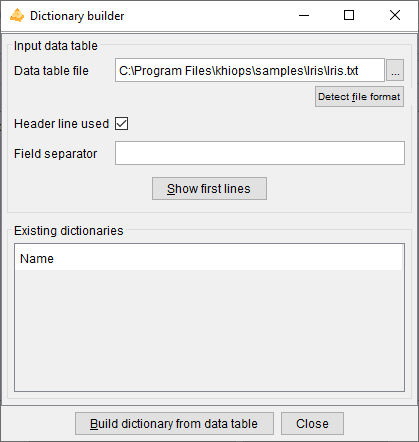 Dictionary builder
Input data table
Data table file C:\Program Files\khiops\samples\Iris\Iris.txt ...
Detect file format
Header line used
Field separator
Show first lines
Existing dictionaries
Name
Build dictionary from data table Close